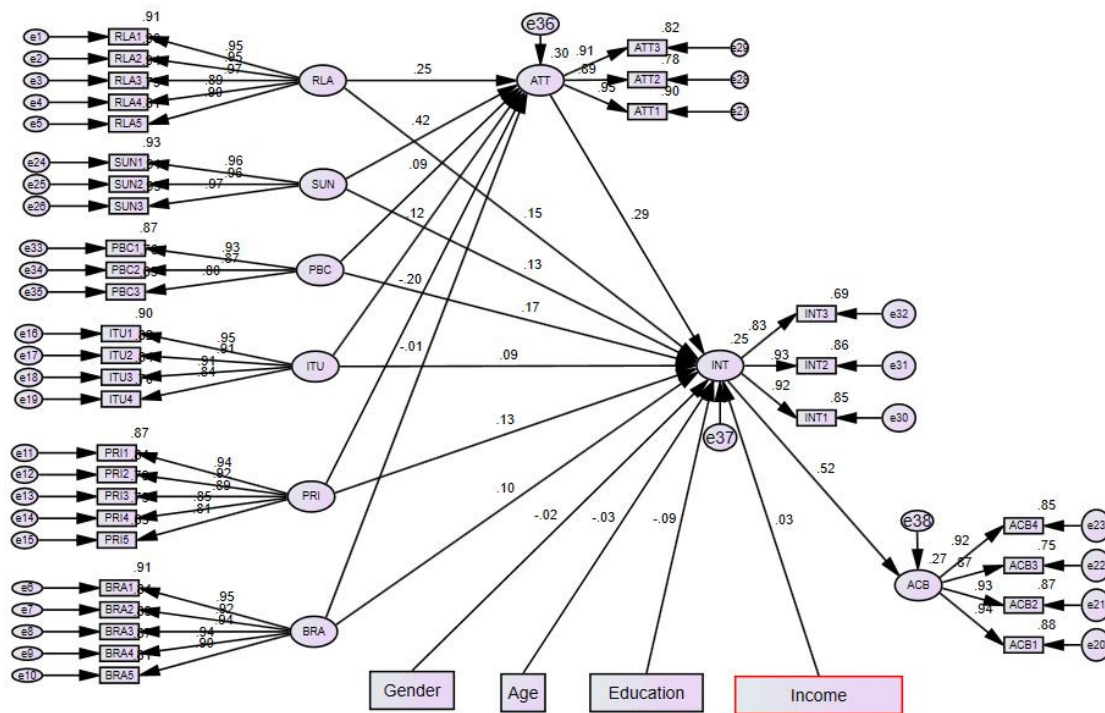 .91
e1 RLA1 .95
e2 RLA2 .95
e3 RLA3 .97
e4 RLA4 .89
e5 RLA5 .90
RLA
.25
e36
.30
ATT
.91
.89
.95
.82
ATT3 e29
.78
ATT2 e28
.90
ATT1 e27
.93
e24 SUN1 .96
e25 SUN2 .96
e26 SUN3 .97
SUN
.42
.09
.12
.15
.29
.13
.87
e33 PBC1 .93
e34 PBC2 .87
e35 PBC3 .80
PBC
-.20
.17
.90
e16 ITU1 .95
e17 ITU2 .91
e18 ITU3 .91
e19 ITU4 .84
ITU
-.01
.09
.25
INT
e37
.83
.93
.92
.69
INT3 e32
.86
INT2 e31
.85
INT1 e30
.87
e11 PRI1 .94
e12 PRI2 .92
e13 PRI3 .89
e14 PRI4 .85
e15 PRI5 .81
PRI
.13
.52
.91
e6 BRA1 .95
e7 BRA2 .92
e8 BRA3 .94
e9 BRA4 .94
e10 BRA5 .90
BRA
.10
-.02
-.03
-.09
.03
e38
.27
ACB
.92
.87
.93
.94
.85
ACB4 e23
.75
ACB3 e22
.87
ACB2 e21
.88
ACB1 e20
Gender
Age
Education
Income